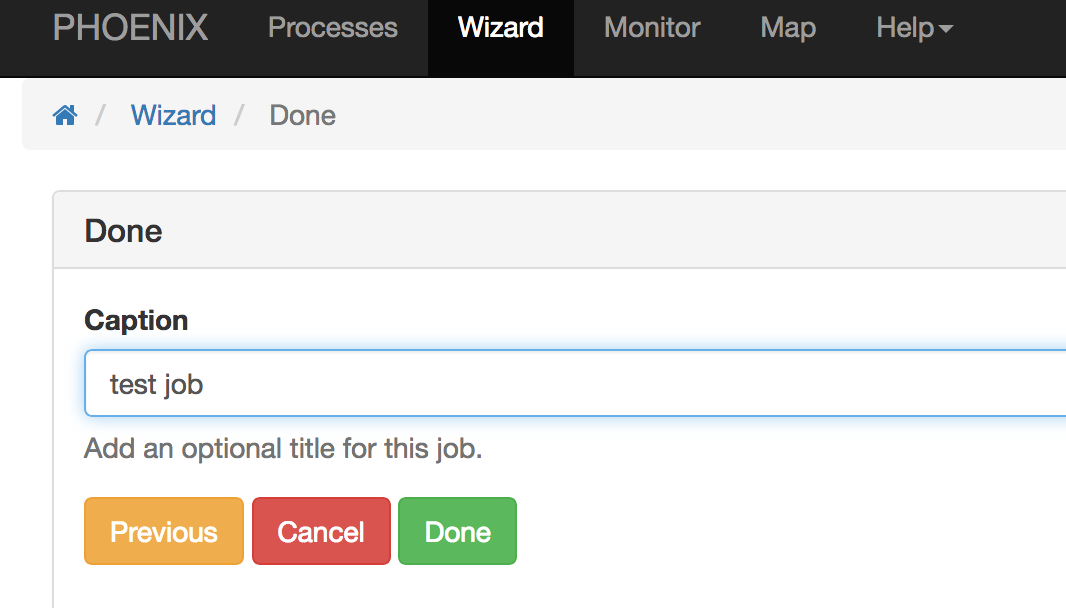 PHOENIX Processes Wizard Monitor Map Help
/ Wizard / Done
Done
Caption
test job
Add an optional title for this job.
Previous Cancel Done